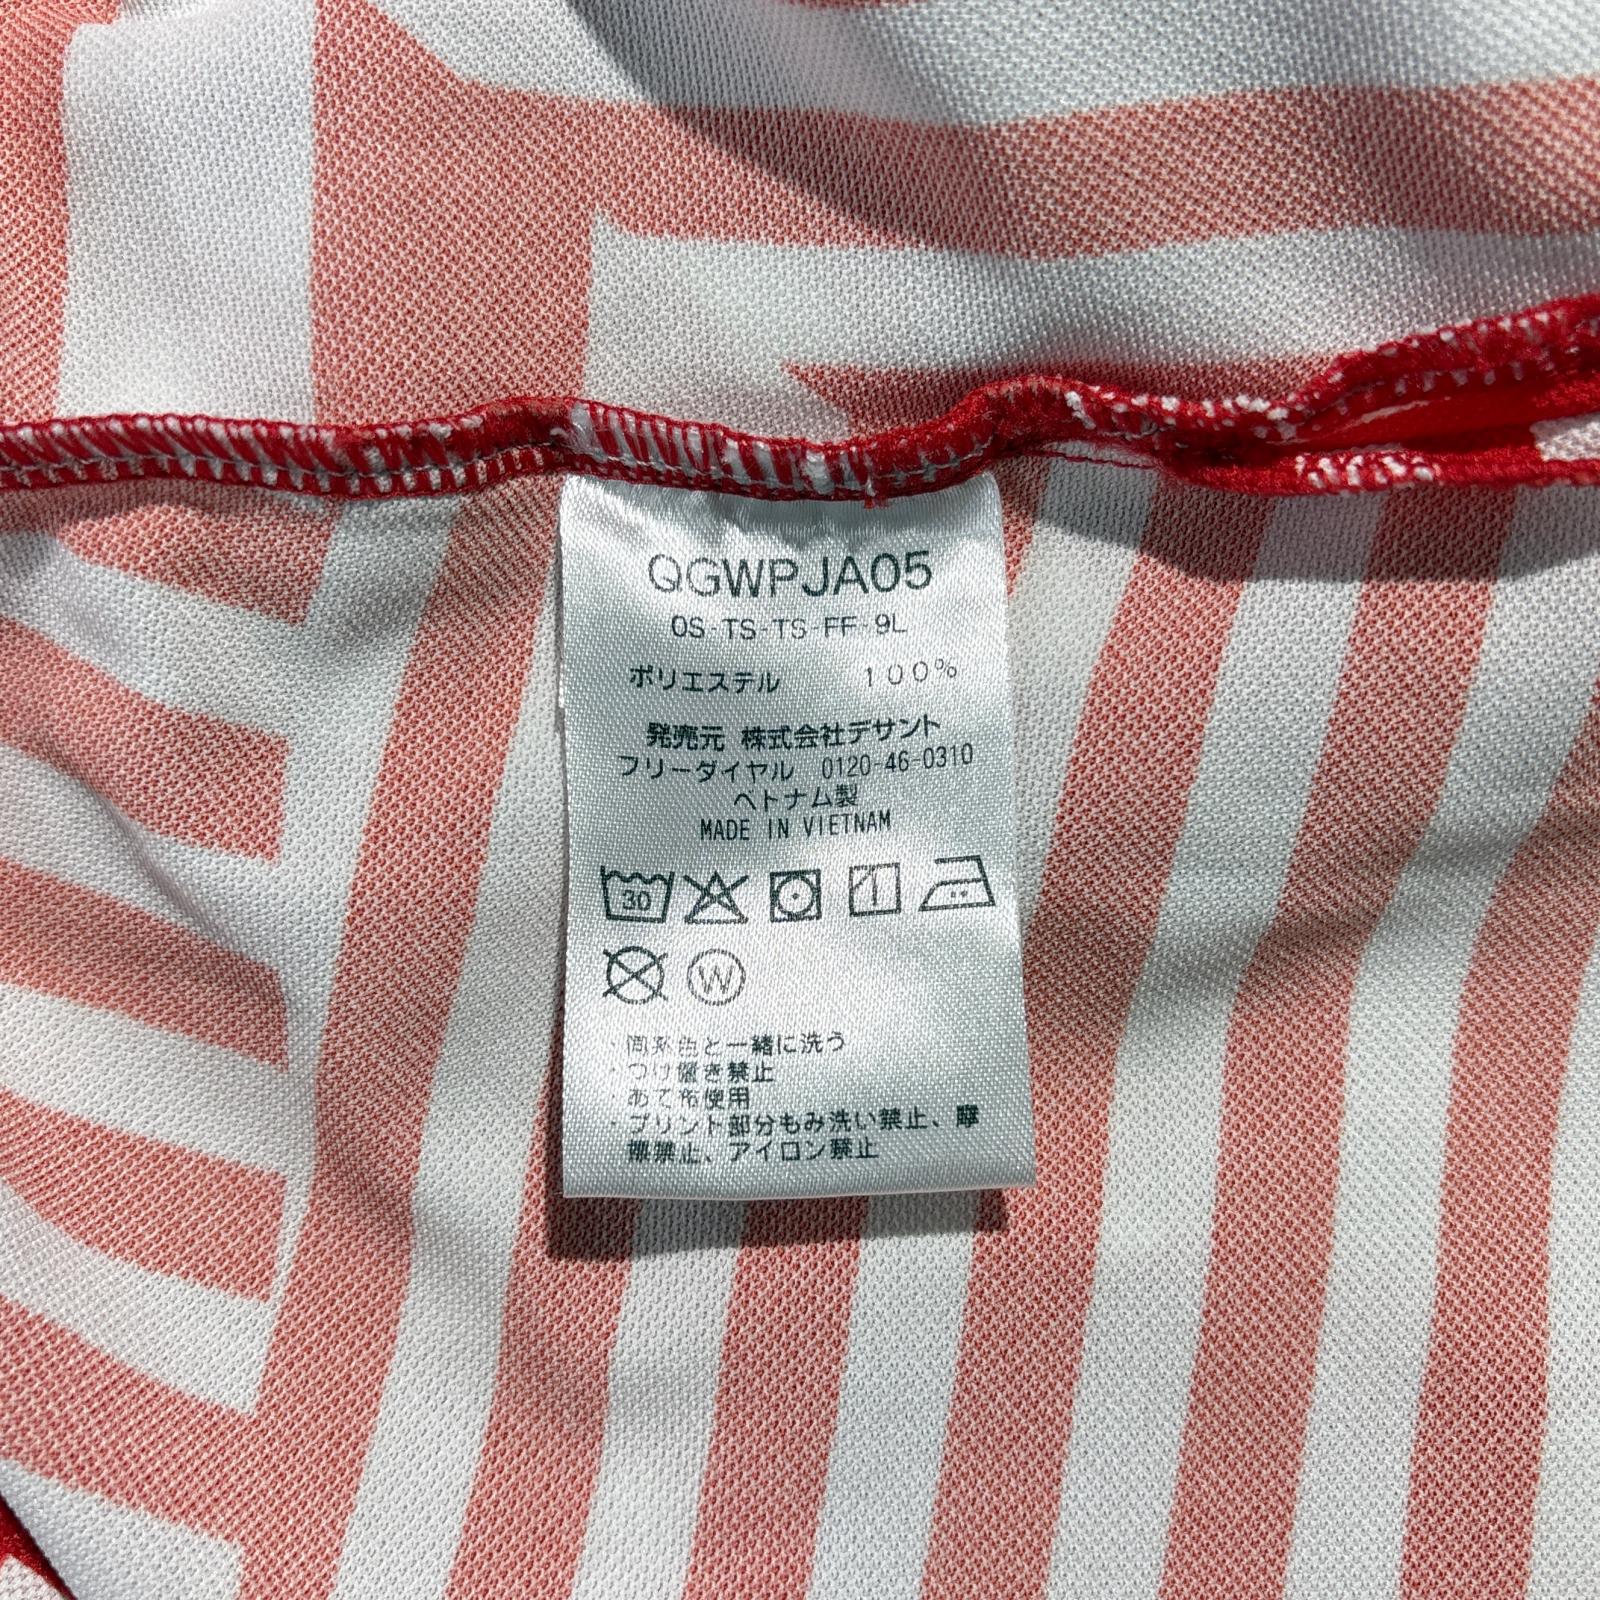 QGWPJA05
OS-TS-TS-FF-9L
ポリエステル 100%
発売元 株式会社デサント
フリーダイヤル 0120-46-0310
ベトナム製
MADE IN VIETNAM
30
W
・同系色と一緒に洗う
・つけ置き禁止
・あて布使用
・プリント部分もみ洗い禁止、摩
擦禁止、アイロン禁止